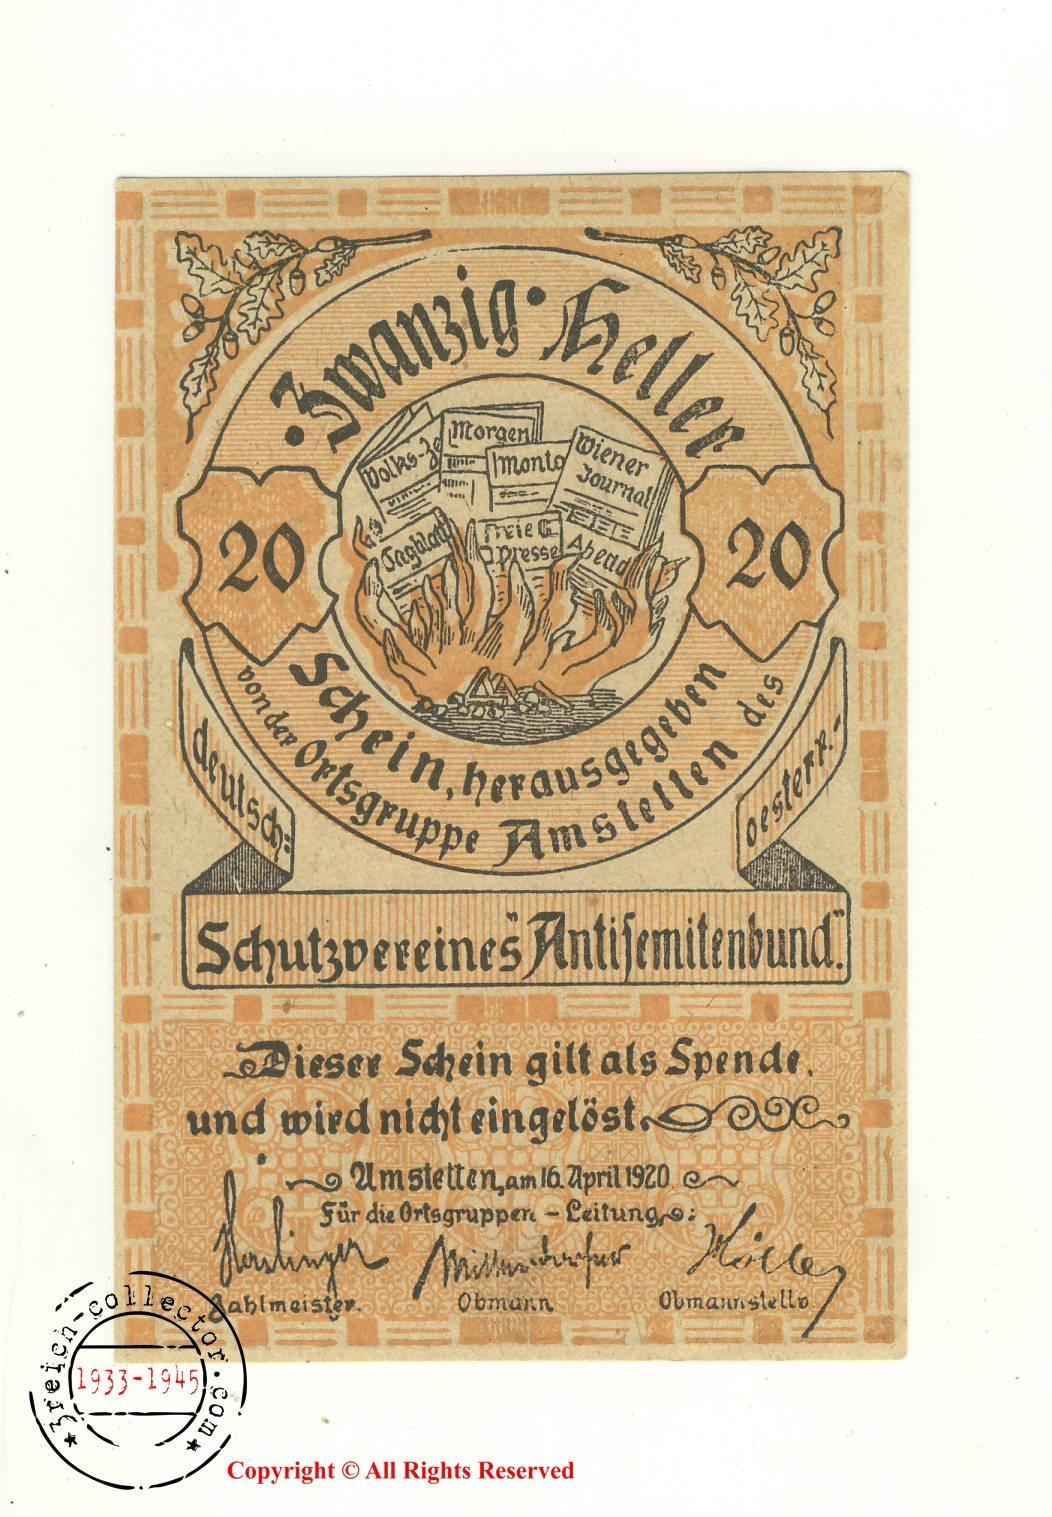 • Zwanzig • Heller
Volks-Z
Morgen
Monto
Wiener
Journal
Tagblatt
Freie
Presse
Abend
20
20
Schein, herausgegeben
von der Ortsgruppe Amstetten des
deutsch=
oesterr.-
Schutzvereines "Antisemitenbund".
Dieser Schein gilt als Spende,
und wird nicht eingelöst.
Amstetten, am 16. April 1920
Für die Ortsgruppen - Leitung:
Zahlmeister.
Obmann
Obmannstellv.
3reich-collector.com
1933-1945
Copyright © All Rights Reserved